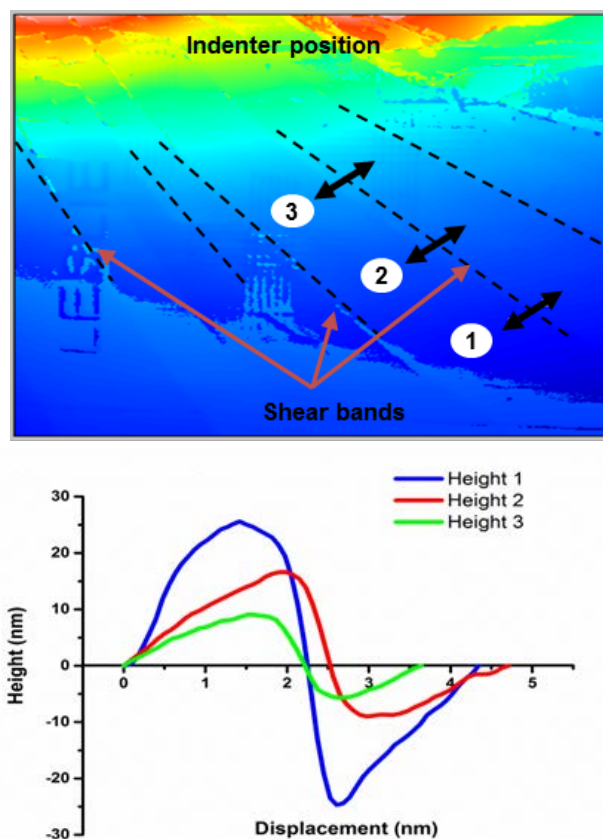 Indenter position
3
2
1
Shear bands
Height 1
Height 2
Height 3
30
20
10
0
-10
-20
-30
0
1
2
3
4
5
Height (nm)
Displacement (nm)